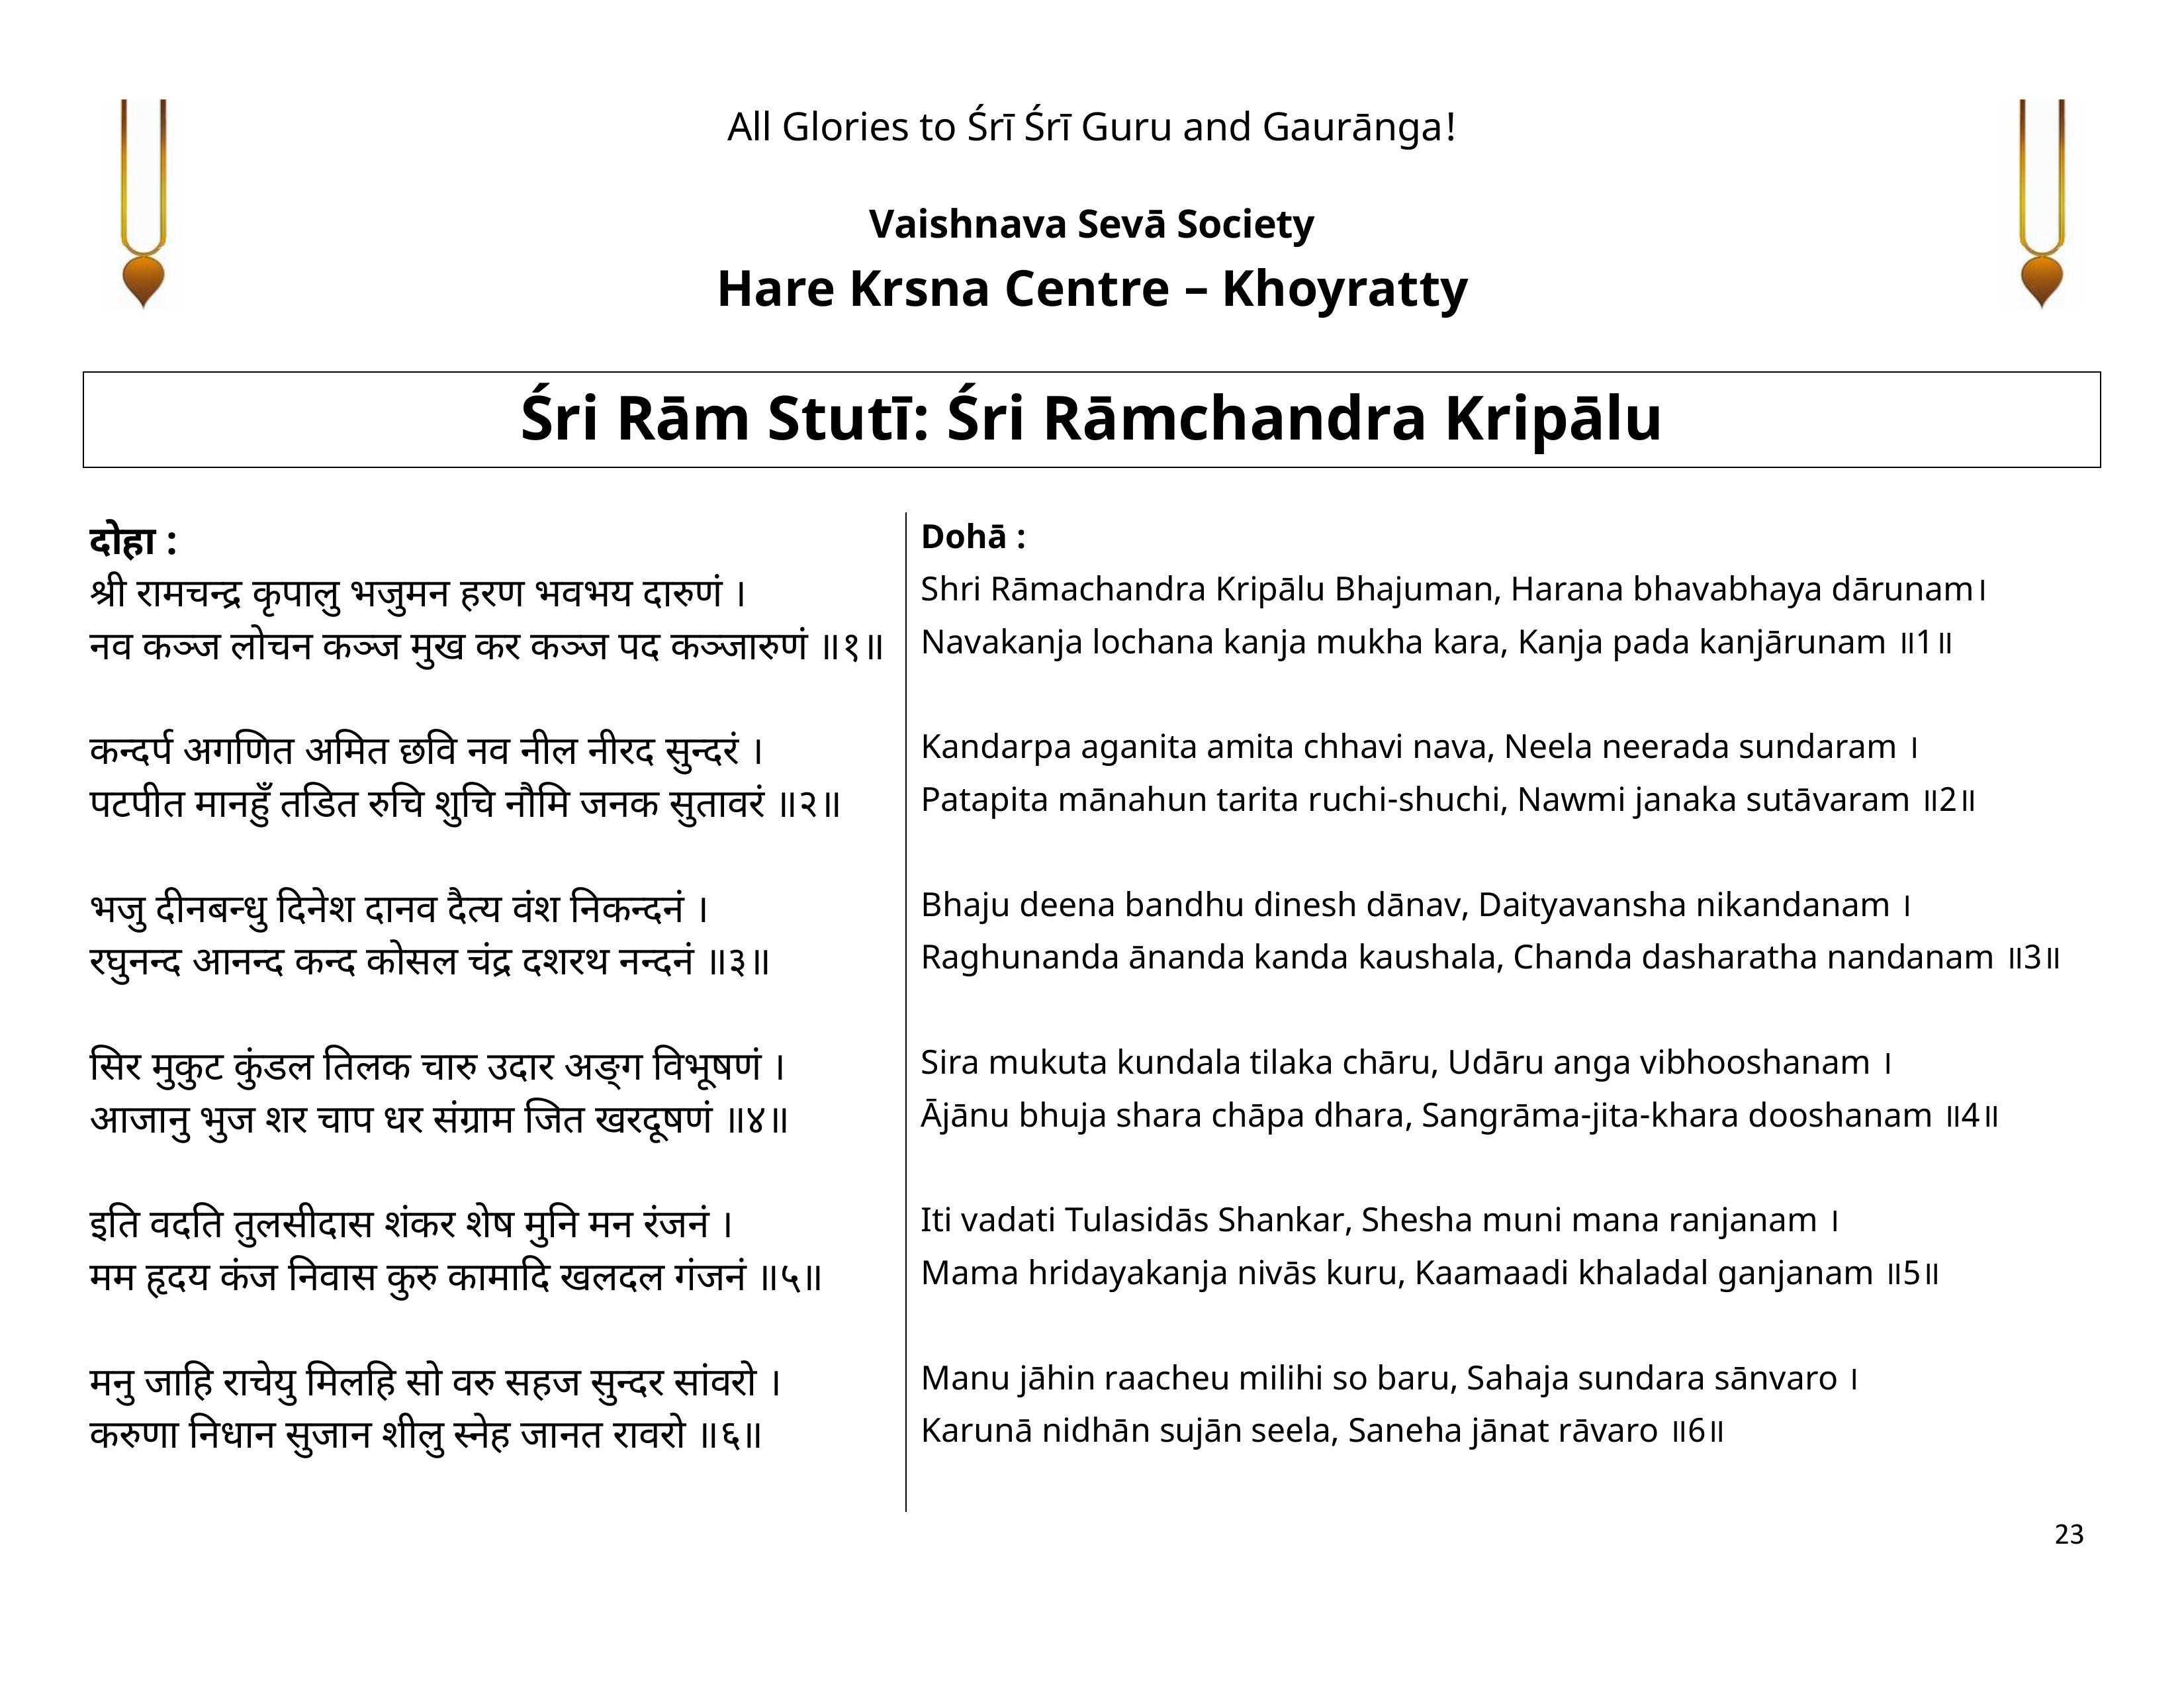 All Glories to Śrī Śrī Guru and Gaurānga!
Vaishnava Sevā Society
Hare Krsna Centre – Khoyratty
Śri Rām Stutī: Śri Rāmchandra Kripālu
दोहा :
श्री रामचन्द्र कृपालु भजुमन हरण भवभय दारुणं ।
नव कञ्ज लोचन कञ्ज मुख कर कञ्ज पद कञ्जारुणं ॥१॥
कन्दर्प अगणित अमित छवि नव नील नीरद सुन्दरं ।
पटपीत मानहुँ तडित रुचि शुचि नौमि जनक सुतावरं ॥२॥
भजु दीनबन्धु दिनेश दानव दैत्य वंश निकन्दनं ।
रघुनन्द आनन्द कन्द कोसल चंद्र दशरथ नन्दनं ॥३॥
सिर मुकुट कुंडल तिलक चारु उदार अङ्ग विभूषणं ।
आजानु भुज शर चाप धर संग्राम जित खरदूषणं ॥४॥
इति वदति तुलसीदास शंकर शेष मुनि मन रंजनं ।
मम हृदय कंज निवास कुरु कामादि खलदल गंजनं ॥५॥
मनु जाहि राचेयु मिलहि सो वरु सहज सुन्दर सांवरो ।
करुणा निधान सुजान शीलु स्नेह जानत रावरो ॥६॥
Dohā :
Shri Rāmachandra Kripālu Bhajuman, Harana bhavabhaya dārunam।
Navakanja lochana kanja mukha kara, Kanja pada kanjārunam ॥1॥
Kandarpa aganita amita chhavi nava, Neela neerada sundaram ।
Patapita mānahun tarita ruchi-shuchi, Nawmi janaka sutāvaram ॥2॥
Bhaju deena bandhu dinesh dānav, Daityavansha nikandanam ।
Raghunanda ānanda kanda kaushala, Chanda dasharatha nandanam ॥3॥
Sira mukuta kundala tilaka chāru, Udāru anga vibhooshanam ।
Ājānu bhuja shara chāpa dhara, Sangrāma-jita-khara dooshanam ॥4॥
Iti vadati Tulasidās Shankar, Shesha muni mana ranjanam ।
Mama hridayakanja nivās kuru, Kaamaadi khaladal ganjanam ॥5॥
Manu jāhin raacheu milihi so baru, Sahaja sundara sānvaro ।
Karunā nidhān sujān seela, Saneha jānat rāvaro ॥6॥
23